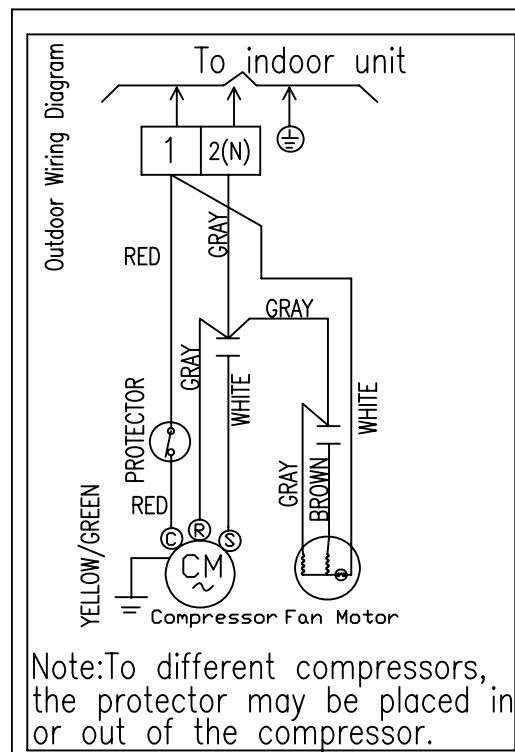 Outdoor Wiring Diagram
To indoor unit
1
2(N)
RED
GRAY
GRAY
GRAY
WHITE
PROTECTOR
WHITE
GRAY
BROWN
RED
YELLOW/GREEN
C
R
S
CM
~
Compressor
Fan Motor
Note:To different compressors,
the protector may be placed in
or out of the compressor.